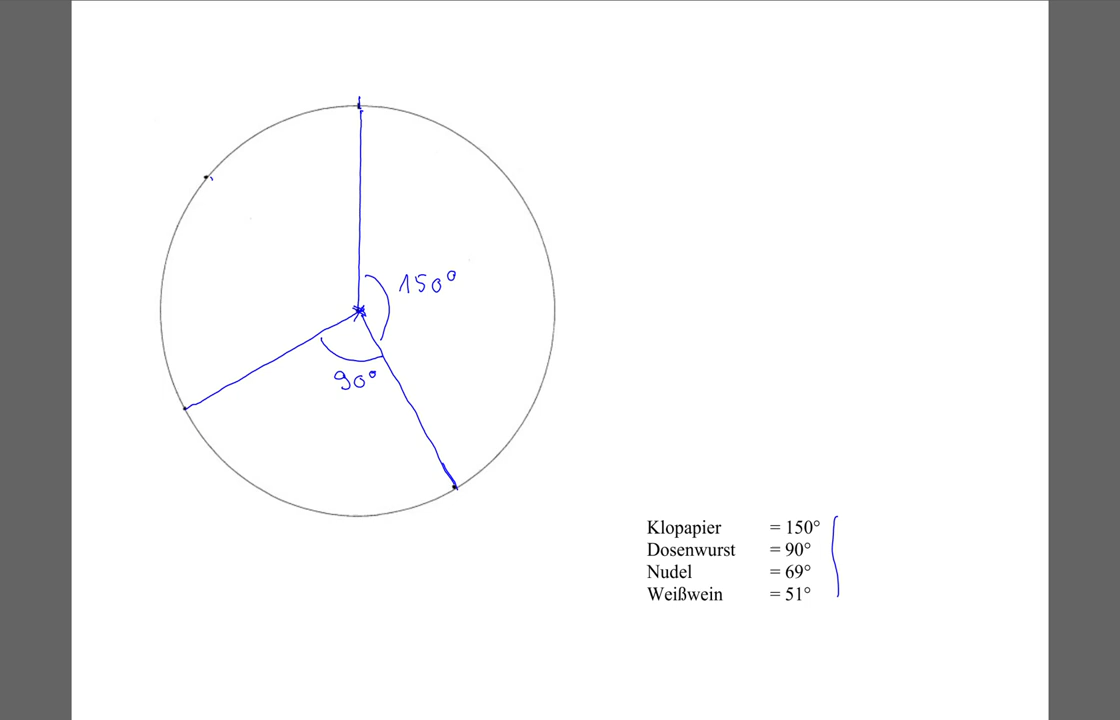 150°
90°
Klopapier = 150°
Dosenwurst = 90°
Nudel = 69°
Weißwein = 51°